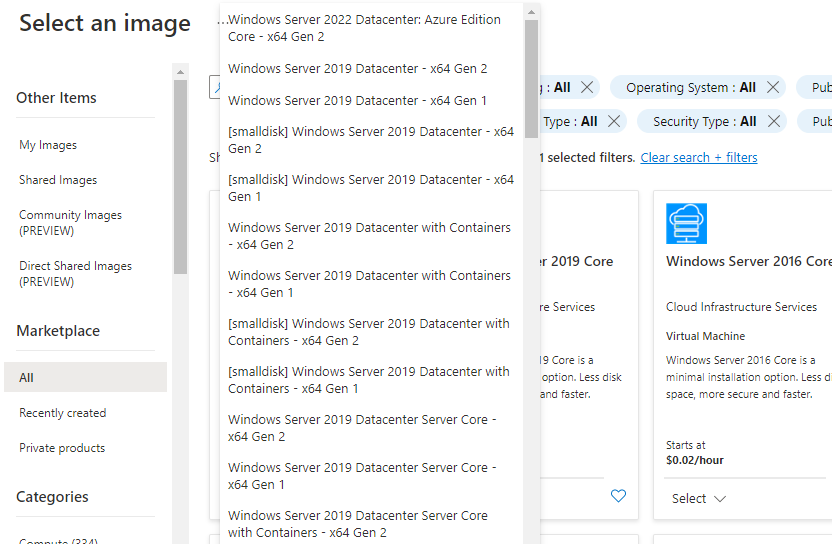 Select an image
...
Other Items
My Images
Shared Images
Community Images
(PREVIEW)
Direct Shared Images
(PREVIEW)
Marketplace
All
Recently created
Private products
Categories
Compute (334)
Windows Server 2022 Datacenter: Azure Edition
Core - x64 Gen 2
Windows Server 2019 Datacenter - x64 Gen 2
Windows Server 2019 Datacenter - x64 Gen 1
[smalldisk] Windows Server 2019 Datacenter - x64
Gen 2
[smalldisk] Windows Server 2019 Datacenter - x64
Gen 1
Windows Server 2019 Datacenter with Containers
- x64 Gen 2
Windows Server 2019 Datacenter with Containers
- x64 Gen 1
[smalldisk] Windows Server 2019 Datacenter with
Containers - x64 Gen 2
[smalldisk] Windows Server 2019 Datacenter with
Containers - x64 Gen 1
Windows Server 2019 Datacenter Server Core -
x64 Gen 2
Windows Server 2019 Datacenter Server Core -
x64 Gen 1
Windows Server 2019 Datacenter Server Core
with Containers - x64 Gen 2
: All
Operating System : All
Pub
Type : All
Security Type : All
Pub
Sh
1 selected filters. Clear search + filters
er 2019 Core
re Services
19 Core is a
option. Less disk
and faster.
Windows Server 2016 Core
Cloud Infrastructure Services
Virtual Machine
Windows Server 2016 Core is a
minimal installation option. Less disk
space, more secure and faster.
Starts at
$0.02/hour
Select